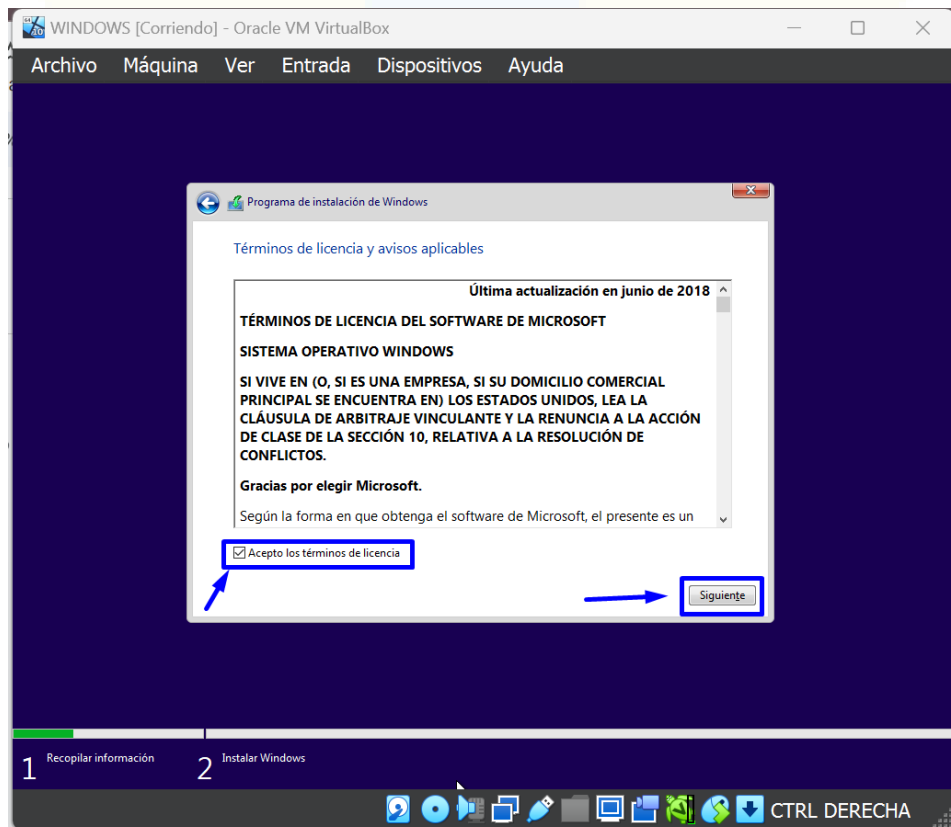 WINDOWS [Corriendo] - Oracle VM VirtualBox
Archivo Máquina Ver Entrada Dispositivos Ayuda
Programa de instalación de Windows
Términos de licencia y avisos aplicables
Última actualización en junio de 2018
TÉRMINOS DE LICENCIA DEL SOFTWARE DE MICROSOFT
SISTEMA OPERATIVO WINDOWS
SI VIVE EN (O, SI ES UNA EMPRESA, SI SU DOMICILIO COMERCIAL
PRINCIPAL SE ENCUENTRA EN) LOS ESTADOS UNIDOS, LEA LA
CLÁUSULA DE ARBITRAJE VINCULANTE Y LA RENUNCIA A LA ACCIÓN
DE CLASE DE LA SECCIÓN 10, RELATIVA A LA RESOLUCIÓN DE
CONFLICTOS.
Gracias por elegir Microsoft.
Según la forma en que obtenga el software de Microsoft, el presente es un
Acepto los términos de licencia
Siguiente
1 Recopilar información 2 Instalar Windows
CTRL DERECHA